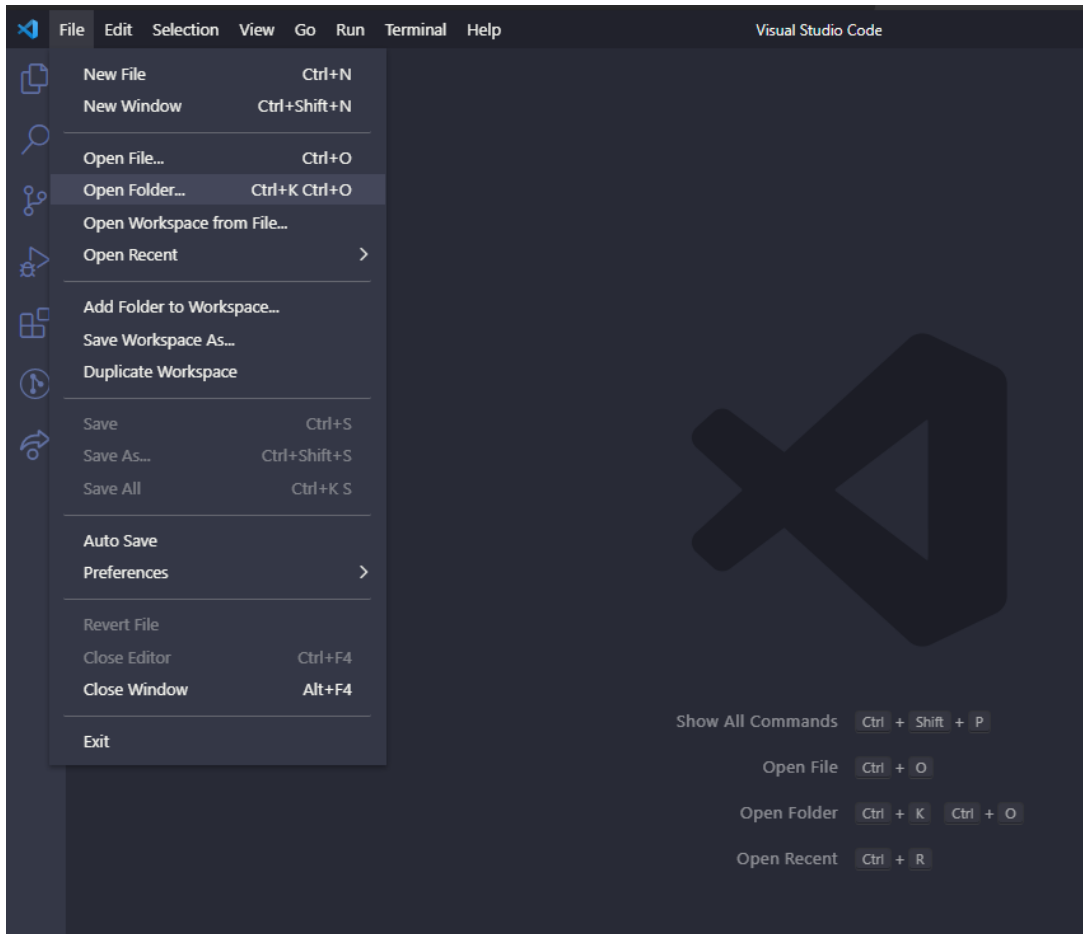 File Edit Selection View Go Run Terminal Help Visual Studio Code
New File Ctrl+N
New Window Ctrl+Shift+N
Open File... Ctrl+O
Open Folder... Ctrl+K Ctrl+O
Open Workspace from File...
Open Recent
Add Folder to Workspace...
Save Workspace As...
Duplicate Workspace
Save Ctrl+S
Save As... Ctrl+Shift+S
Save All Ctrl+K S
Auto Save
Preferences
Revert File
Close Editor Ctrl+F4
Close Window Alt+F4
Exit
Show All Commands Ctrl + Shift + P
Open File Ctrl + O
Open Folder Ctrl + K Ctrl + O
Open Recent Ctrl + R